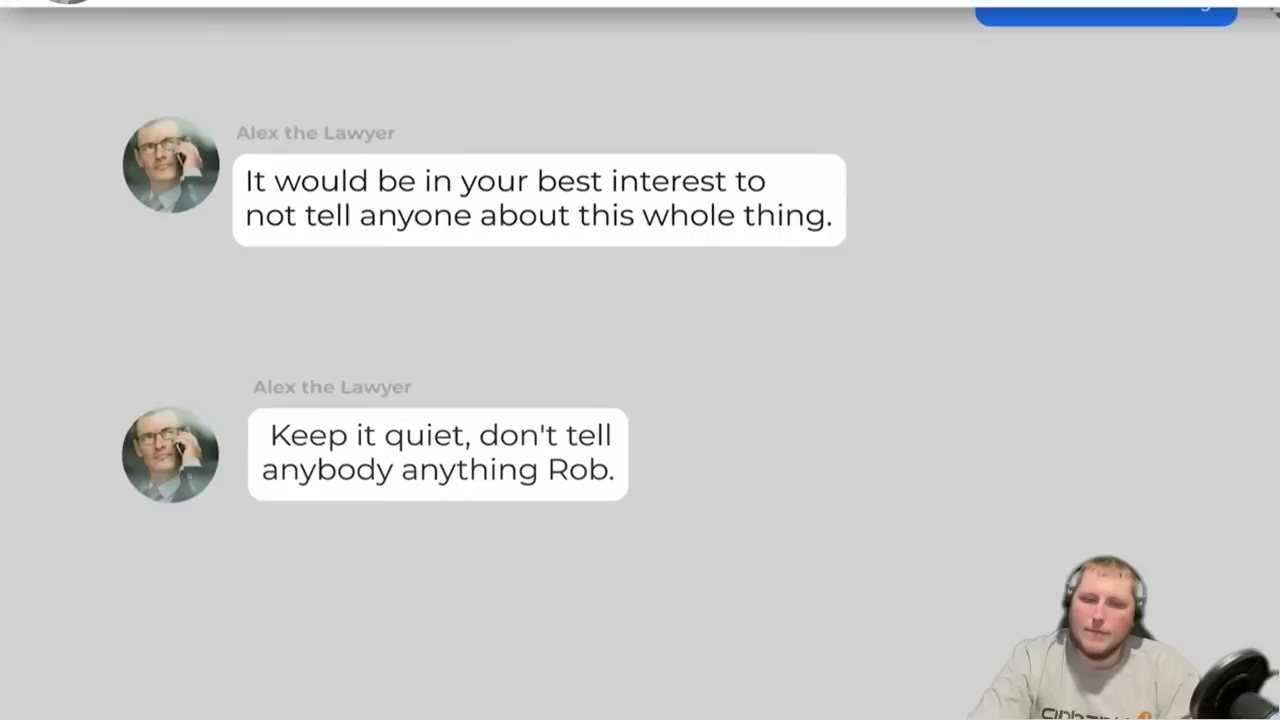 Alex the Lawyer
It would be in your best interest to
not tell anyone about this whole thing.
Alex the Lawyer
Keep it quiet, don't tell
anybody anything Rob.